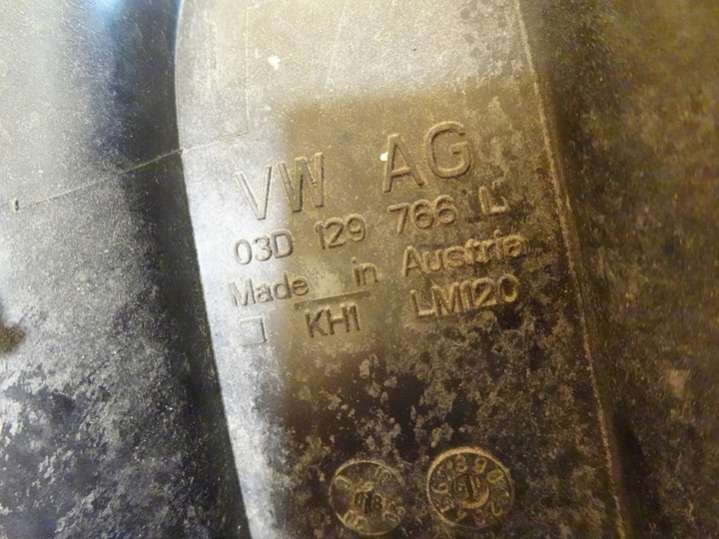 VW AG
03D 129 766 L
Made in Austria
KH1 LM120